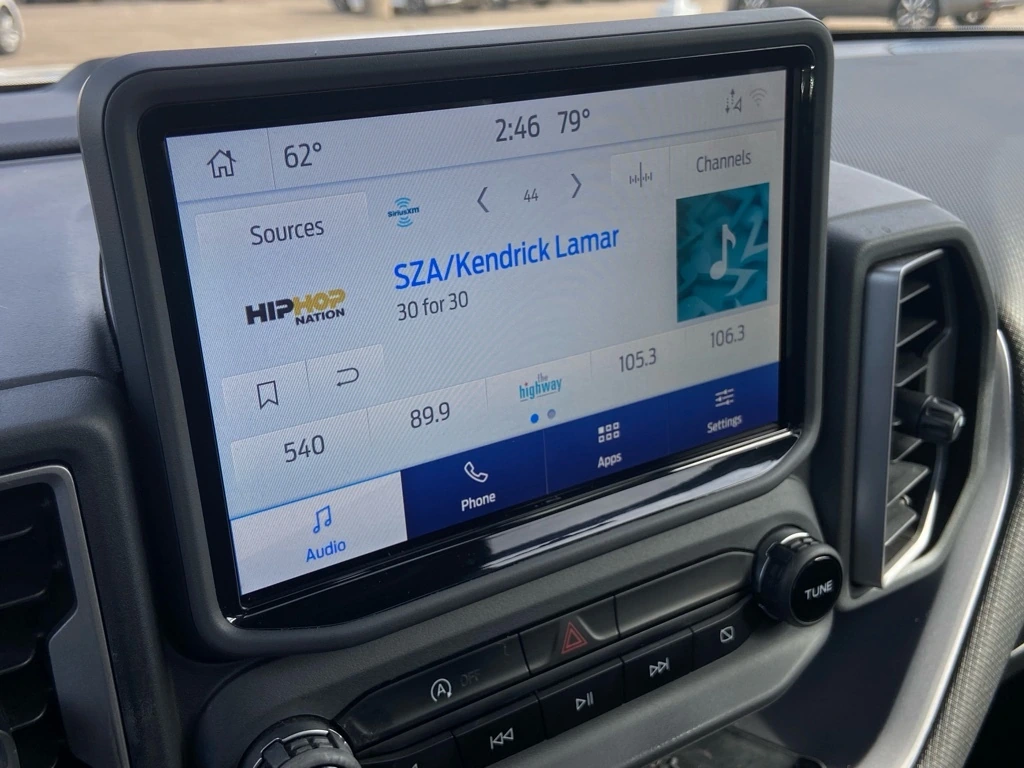 62°
2:46 79°
Sources
SiriusXM
44
Channels
SZA/Kendrick Lamar
30 for 30
HIPHOP
NATION
540
89.9
the
highway
105.3
106.3
Audio
Phone
Apps
Settings
TUNE
A OFF